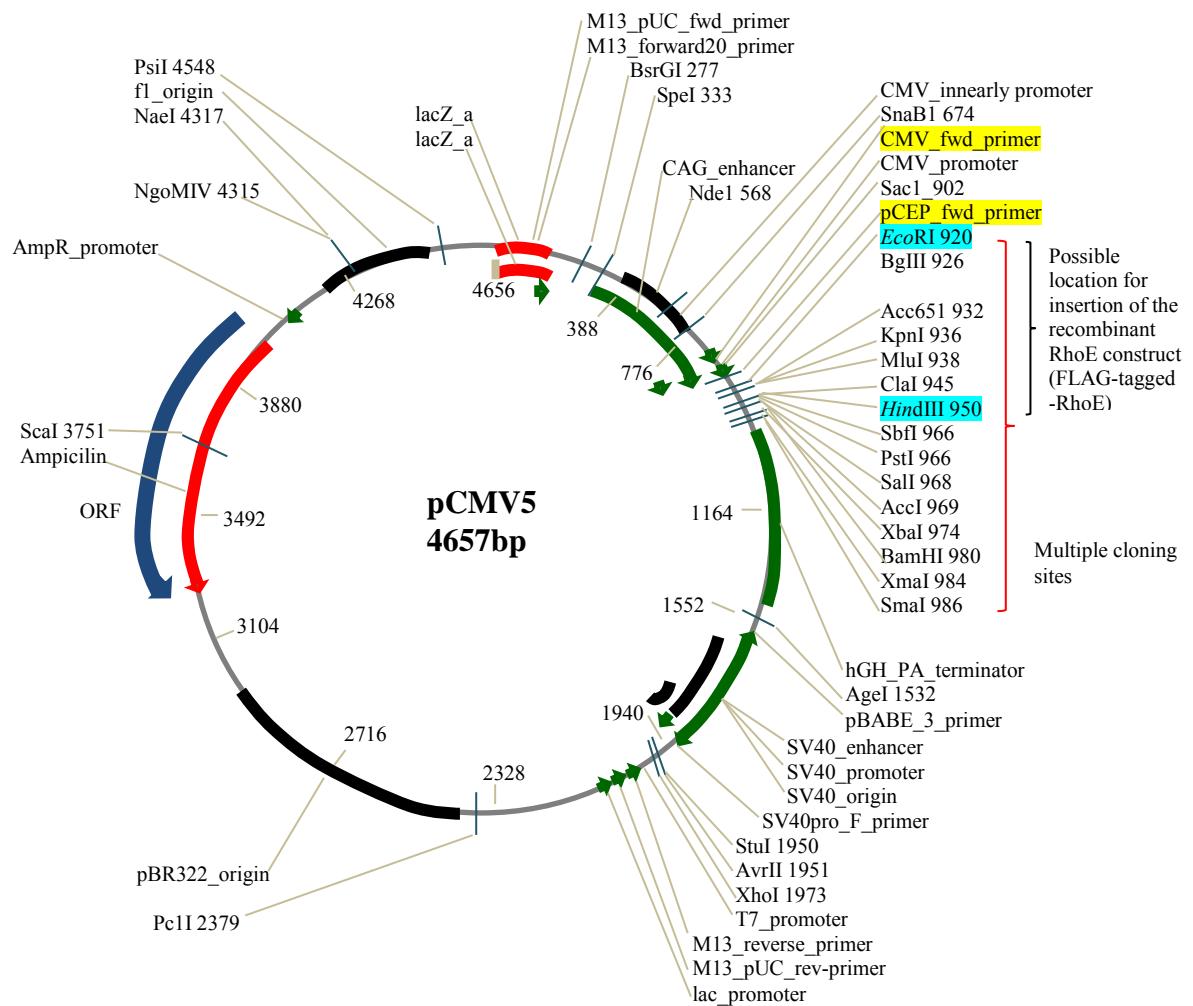 M13_pUC_fwd_primer
M13_forward20_primer
BsrGI 277
SpeI 333
PsiI 4548
f1_origin
NaeI 4317
NgoMIV 4315
AmpR_promoter
lacZ_a
lacZ_a
CAG_enhancer
Nde1 568
CMV_innearly promoter
SnaB1 674
CMV_fwd_primer
CMV_promoter
Sac1_902
pCEP_fwd_primer
EcoRI 920
BgIII 926
Acc651 932
KpnI 936
MluI 938
ClaI 945
HindIII 950
SbfI 966
PstI 966
SalI 968
AccI 969
XbaI 974
BamHI 980
XmaI 984
SmaI 986
Possible
location for
insertion of the
recombinant
RhoE construct
(FLAG-tagged
-RhoE)
Multiple cloning
sites
4656
388
776
1164
1552
1940
2328
2716
3104
3492
3880
4268
pCMV5
4657bp
ScaI 3751
Ampicilin
ORF
hGH_PA_terminator
AgeI 1532
pBABE_3_primer
SV40_enhancer
SV40_promoter
SV40_origin
SV40pro_F_primer
StuI 1950
AvrII 1951
XhoI 1973
T7_promoter
M13_reverse_primer
M13_pUC_rev-primer
lac_promoter
pBR322_origin
Pc1I 2379